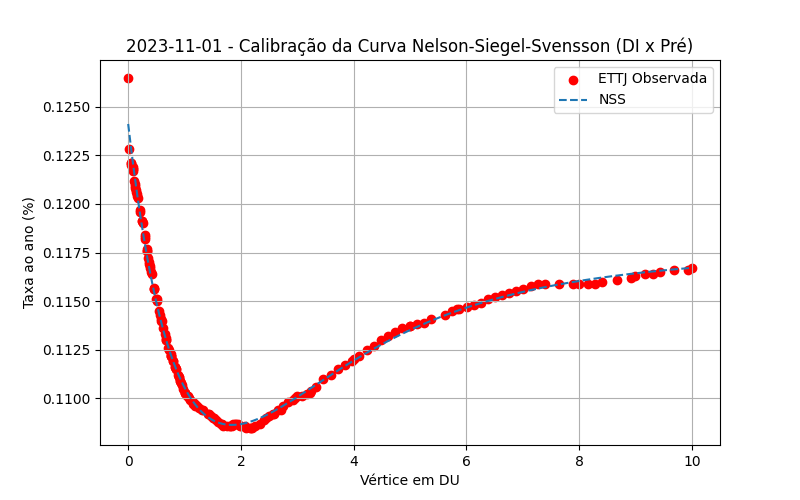 2023-11-01 - Calibração da Curva Nelson-Siegel-Svensson (DI x Pré)
ETTJ Observada
NSS
Taxa ao ano (%)
0.1250
0.1225
0.1200
0.1175
0.1150
0.1125
0.1100
0 2 4 6 8 10
Vértice em DU